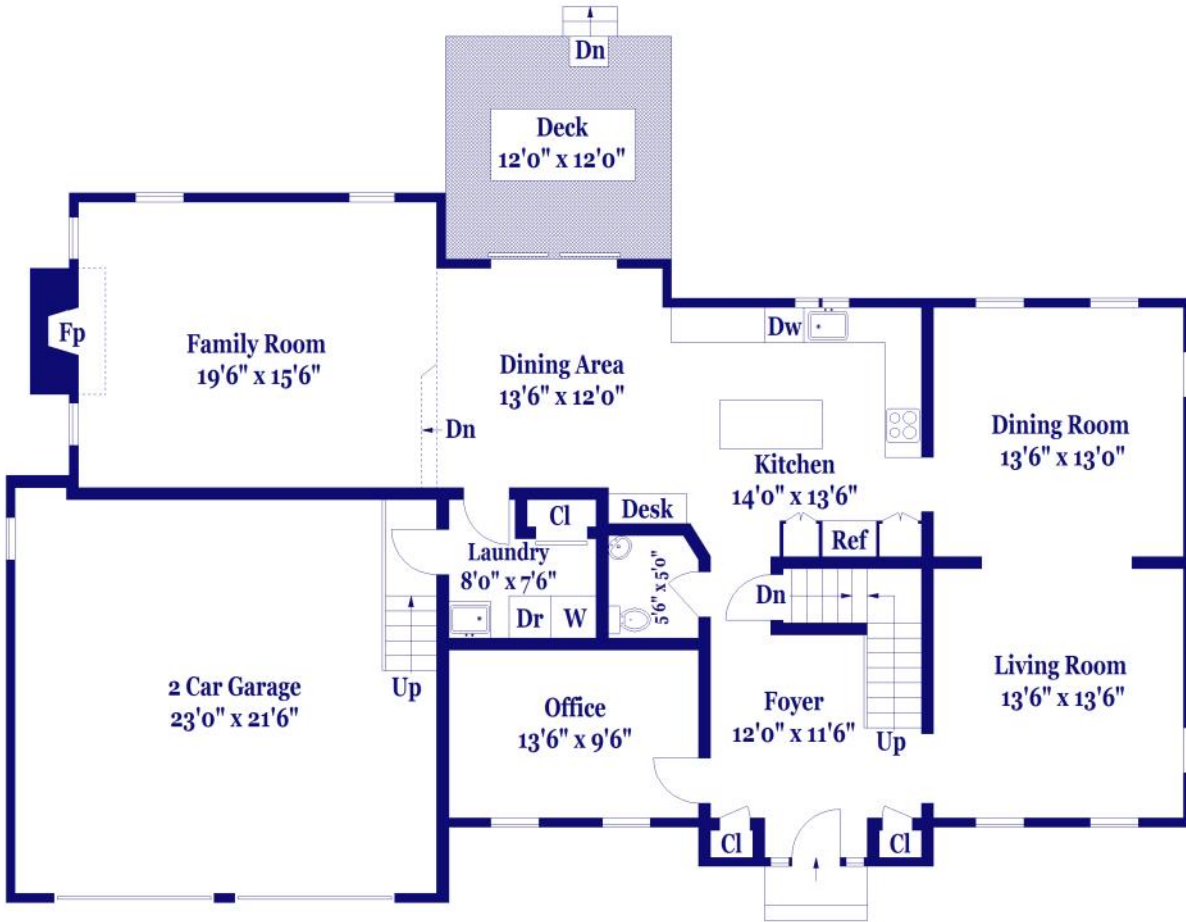 Dn
Deck
12'0" x 12'0"
Fp
Family Room
19'6" x 15'6"
Dn
Dining Area
13'6" x 12'0"
Dw
Kitchen
14'0" x 13'6"
Dining Room
13'6" x 13'0"
Desk
Ref
Cl
Laundry
8'0" x 7'6"
Dr
W
5'6" x 5'0"
Dn
2 Car Garage
23'0" x 21'6"
Up
Office
13'6" x 9'6"
Foyer
12'0" x 11'6"
Up
Living Room
13'6" x 13'6"
Cl
Cl